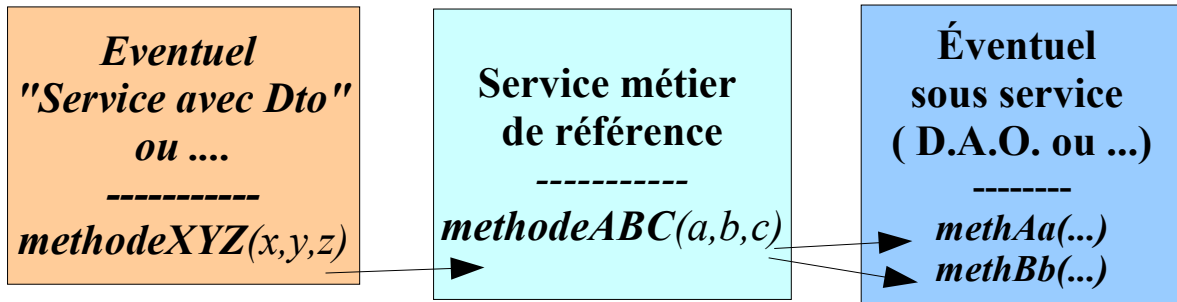 Eventuel
"Service avec Dto"
ou ....
-----------
methodeXYZ(x,y,z)
Service métier
de référence
-----------
methodeABC(a,b,c)
Éventuel
sous service
( D.A.O. ou ...)
--------
methAa(...)
methBb(...)